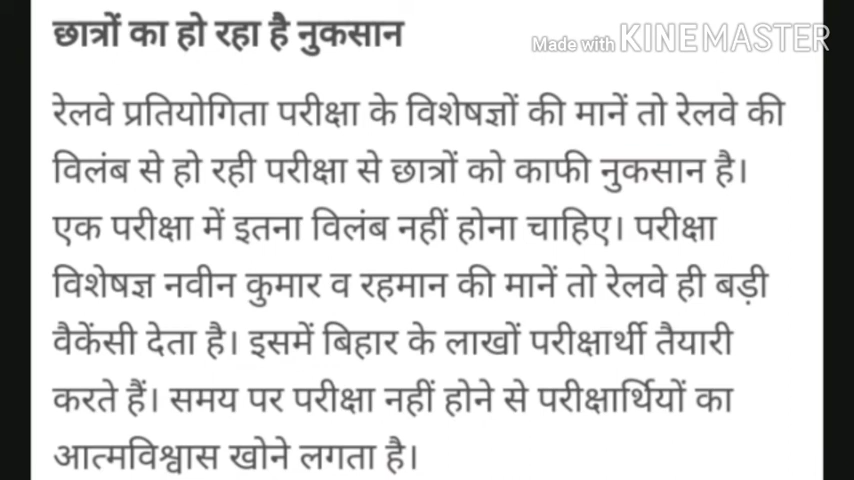 छात्रों का हो रहा है नुकसान
Made with KINEMASTER
रेलवे प्रतियोगिता परीक्षा के विशेषज्ञों की मानें तो रेलवे की
विलंब से हो रही परीक्षा से छात्रों को काफी नुकसान है।
एक परीक्षा में इतना विलंब नहीं होना चाहिए। परीक्षा
विशेषज्ञ नवीन कुमार व रहमान की मानें तो रेलवे ही बड़ी
वैकेंसी देता है। इसमें बिहार के लाखों परीक्षार्थी तैयारी
करते हैं। समय पर परीक्षा नहीं होने से परीक्षार्थियों का
आत्मविश्वास खोने लगता है।